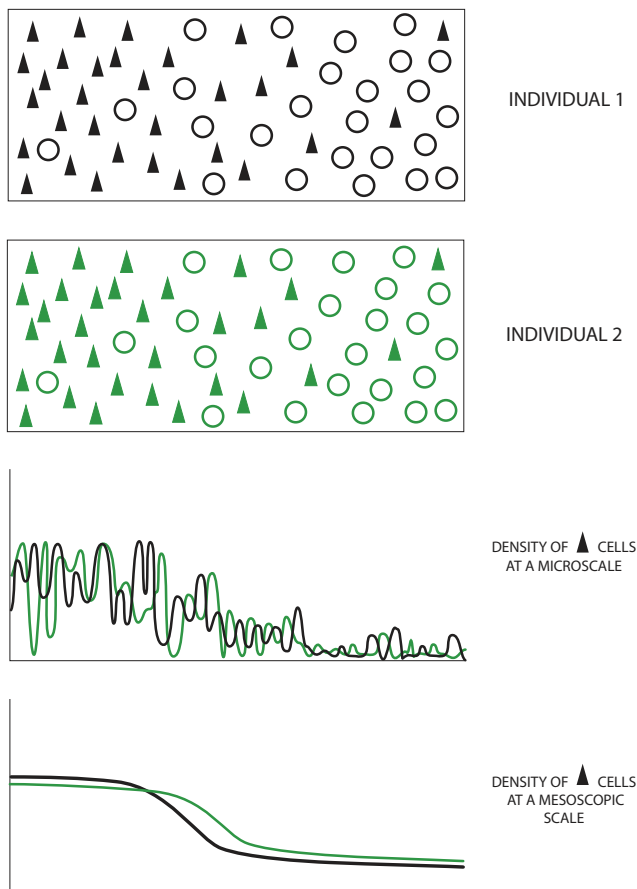 INDIVIDUAL 1
INDIVIDUAL 2
DENSITY OF CELLS
AT A MICROSCALE
DENSITY OF CELLS
AT A MESOSCOPIC
SCALE